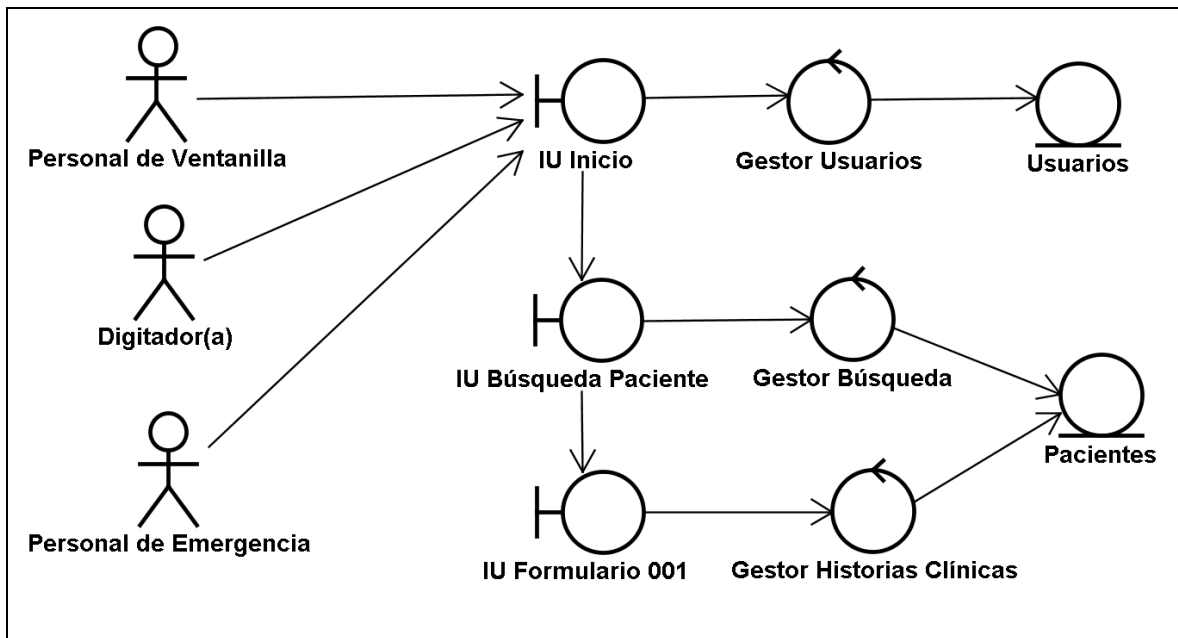 Personal de Ventanilla
IU Inicio
Gestor Usuarios
Usuarios
Digitador(a)
IU Búsqueda Paciente
Gestor Búsqueda
Pacientes
Personal de Emergencia
IU Formulario 001
Gestor Historias Clínicas